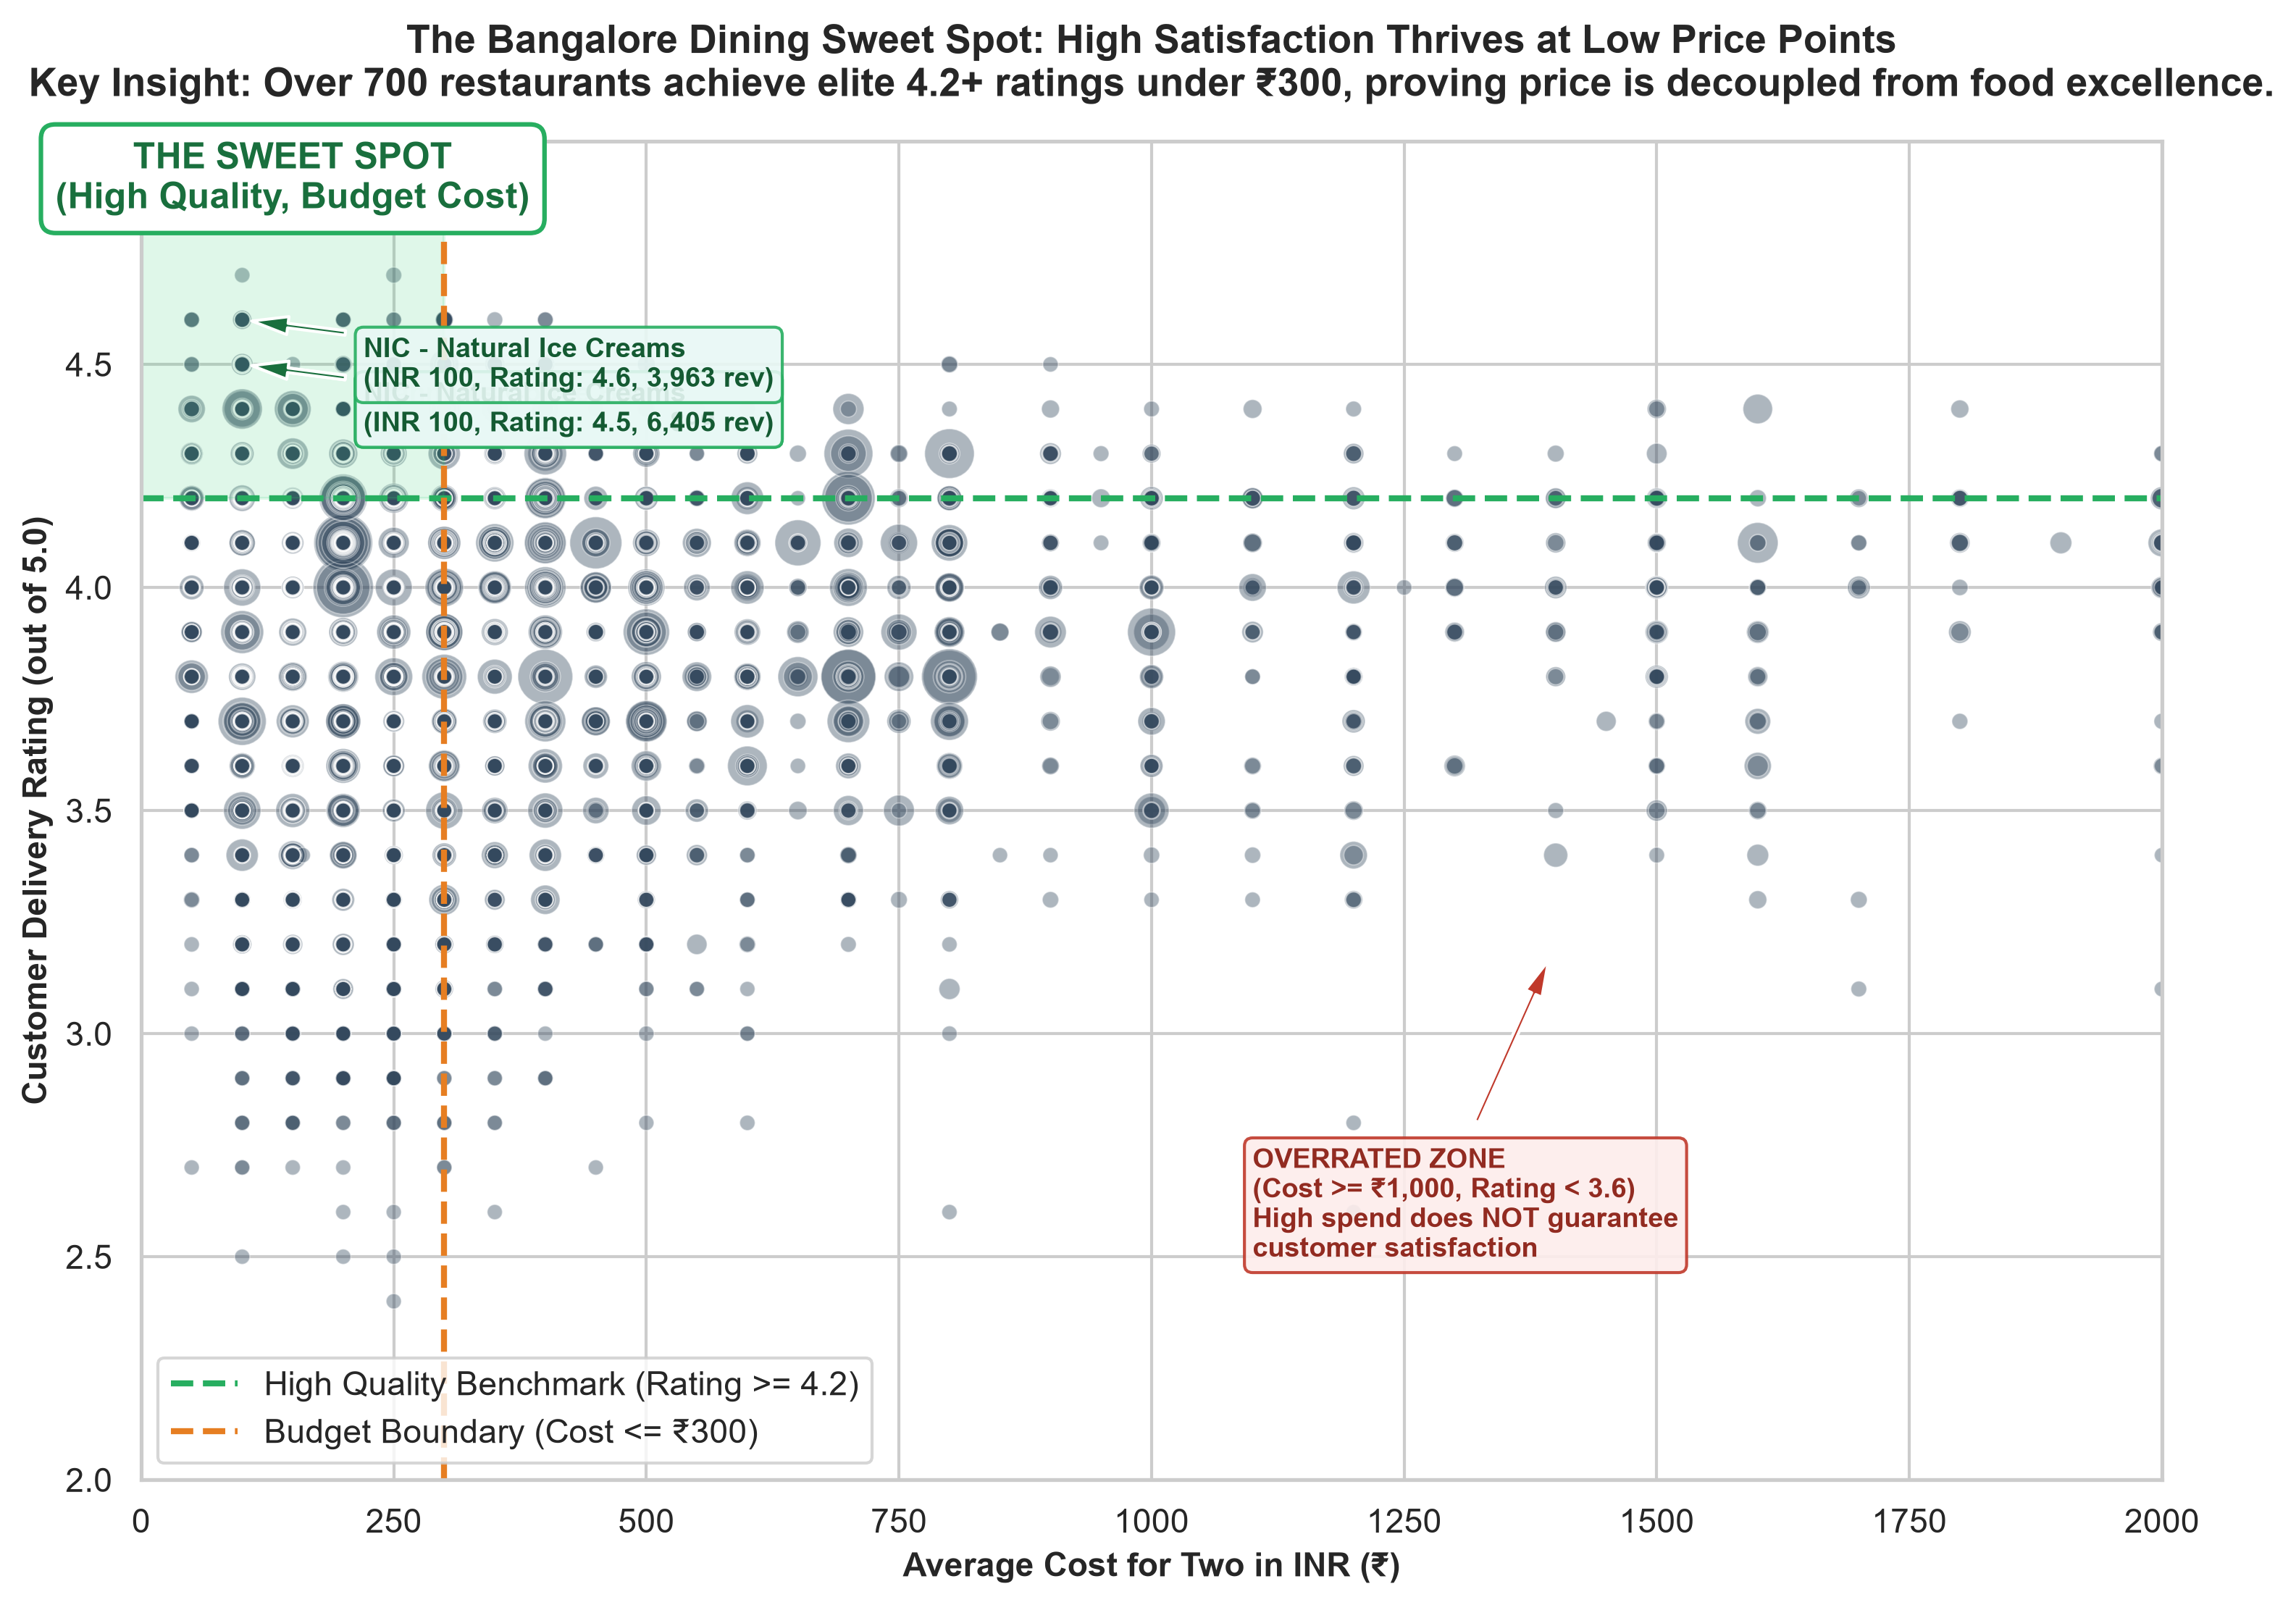 The Bangalore Dining Sweet Spot: High Satisfaction Thrives at Low Price Points
Key Insight: Over 700 restaurants achieve elite 4.2+ ratings under ₹300, proving price is decoupled from food excellence.
THE SWEET SPOT
(High Quality, Budget Cost)
NIC - Natural Ice Creams
(INR 100, Rating: 4.6, 3,963 rev)
NIC - Natural Ice Creams
(INR 100, Rating: 4.5, 6,405 rev)
Customer Delivery Rating (out of 5.0)
4.5
4.0
3.5
3.0
2.5
2.0
OVERRATED ZONE
(Cost >= ₹1,000, Rating < 3.6)
High spend does NOT guarantee
customer satisfaction
High Quality Benchmark (Rating >= 4.2)
Budget Boundary (Cost <= ₹300)
0 250 500 750 1000 1250 1500 1750 2000
Average Cost for Two in INR (₹)